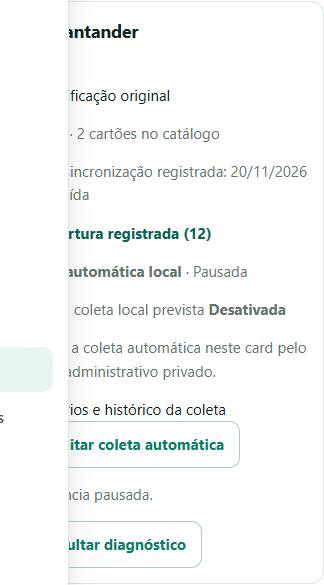 antander
ificação original
· 2 cartões no catálogo
sincronização registrada: 20/11/2026
ída
rtura registrada (12)
automática local · Pausada
coleta local prevista Desativada
a coleta automática neste card pelo
administrativo privado.
rios e histórico da coleta
s
itar coleta automática
ncia pausada.
ultar diagnóstico